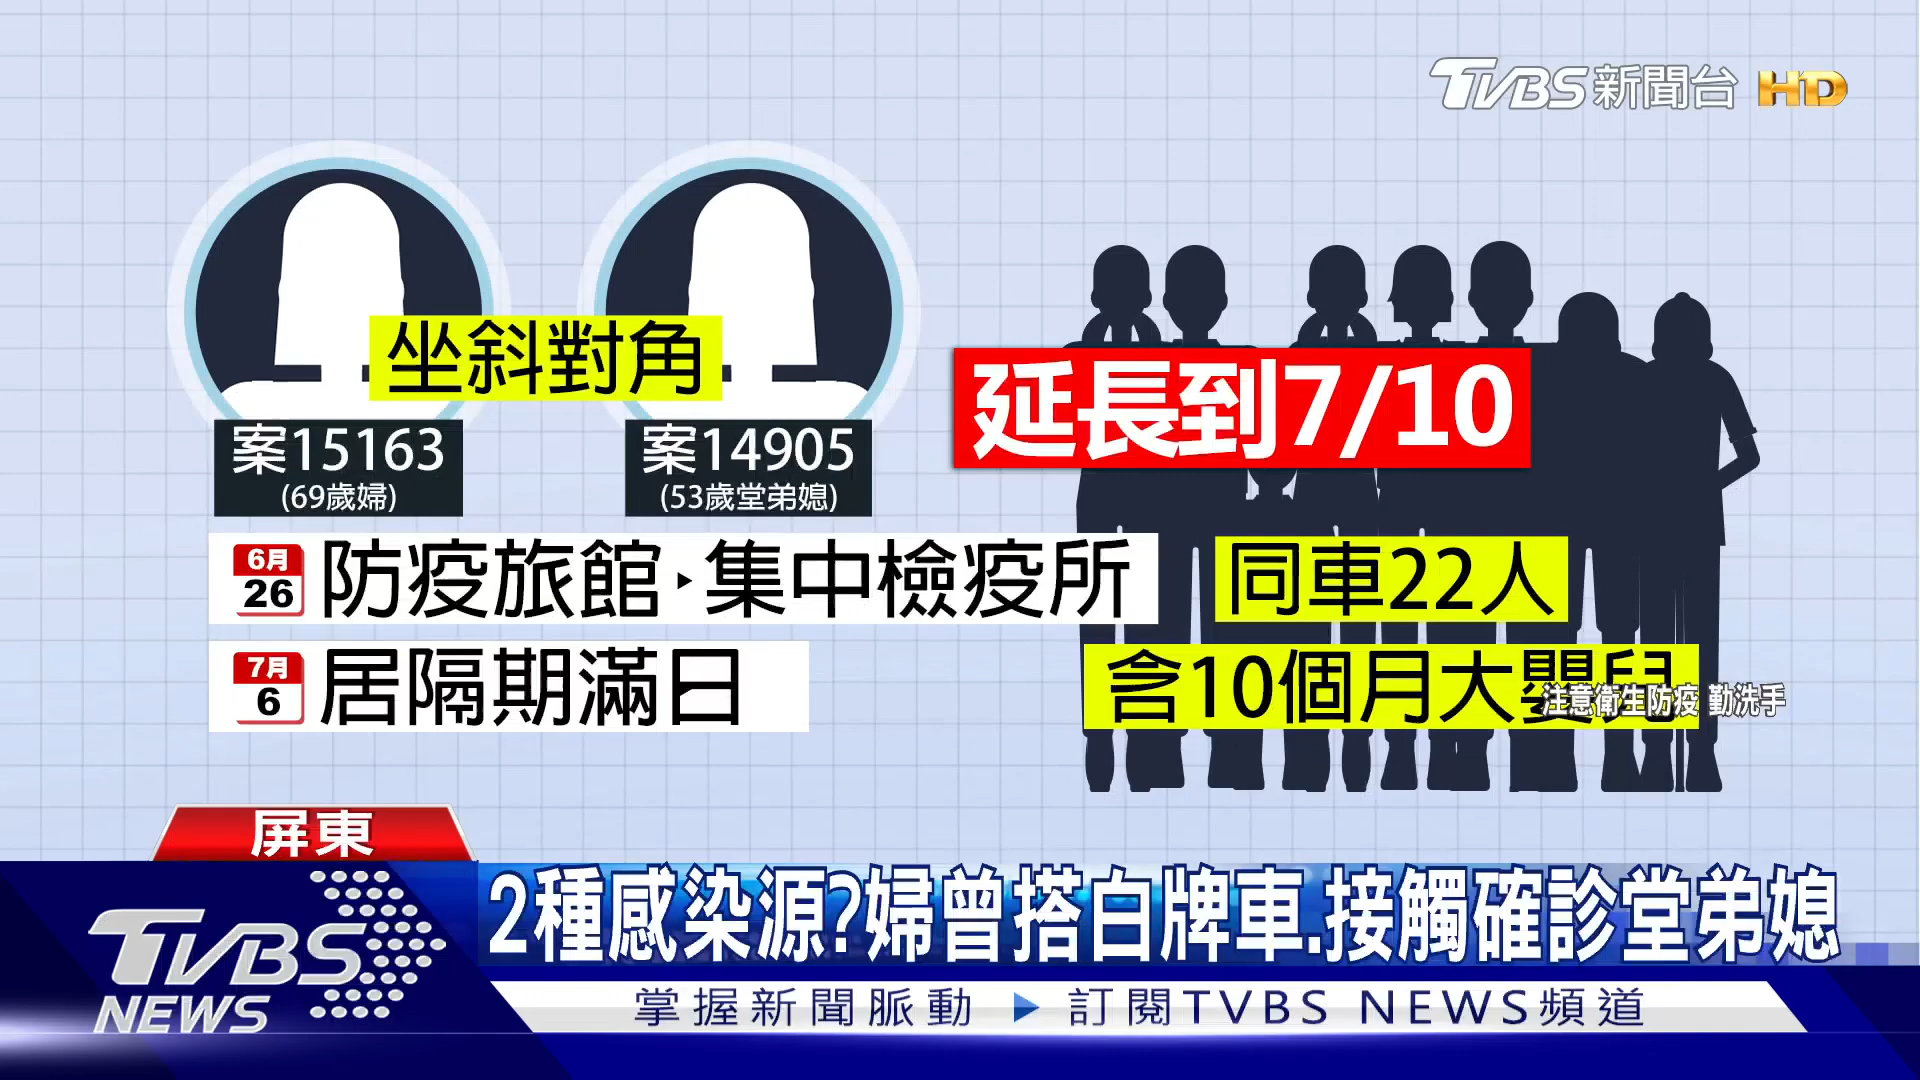 TVBS新聞台 HD
坐斜對角
案15163
(69歲婦)
案14905
(53歲堂弟媳)
延長到7/10
6月
26
防疫旅館‣集中檢疫所
同車22人
7月
6
居隔期滿日
含10個月大嬰兒
注意衛生防疫 勤洗手
屏東
2種感染源?婦曾搭白牌車.接觸確診堂弟媳
TVBS
NEWS
掌握新聞脈動 ▶ 訂閱TVBS NEWS頻道